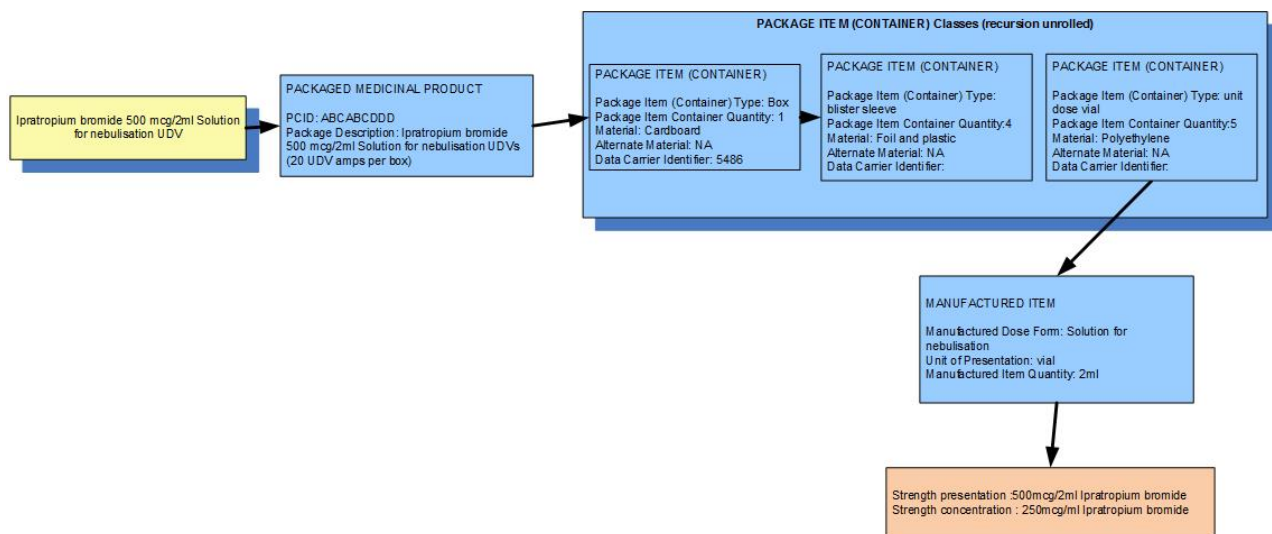 PACKAGE ITEM (CONTAINER) Classes (recursion unrolled)
Ipratropium bromide 500 mcg/2ml Solution
for nebulisation UDV
PACKAGED MEDICINAL PRODUCT
PCID: ABCABCDDD
Package Description: Ipratropium bromide
500 mcg/2ml Solution for nebulisation UDVs
(20 UDV amps per box)
PACKAGE ITEM (CONTAINER)
Package Item (Container) Type: Box
Package Item Container Quantity: 1
Material: Cardboard
Alternate Material: NA
Data Carrier Identifier: 5486
PACKAGE ITEM (CONTAINER)
Package Item (Container) Type:
blister sleeve
Package Item Container Quantity:4
Material: Foil and plastic
Alternate Material: NA
Data Carrier Identifier:
PACKAGE ITEM (CONTAINER)
Package Item (Container) Type: unit
dose vial
Package Item Container Quantity:5
Material: Polyethylene
Alternate Material: NA
Data Carrier Identifier:
MANUFACTURED ITEM
Manufactured Dose Form: Solution for
nebulisation
Unit of Presentation: vial
Manufactured Item Quantity: 2ml
Strength presentation :500mcg/2ml Ipratropium bromide
Strength concentration : 250mcg/ml Ipratropium bromide